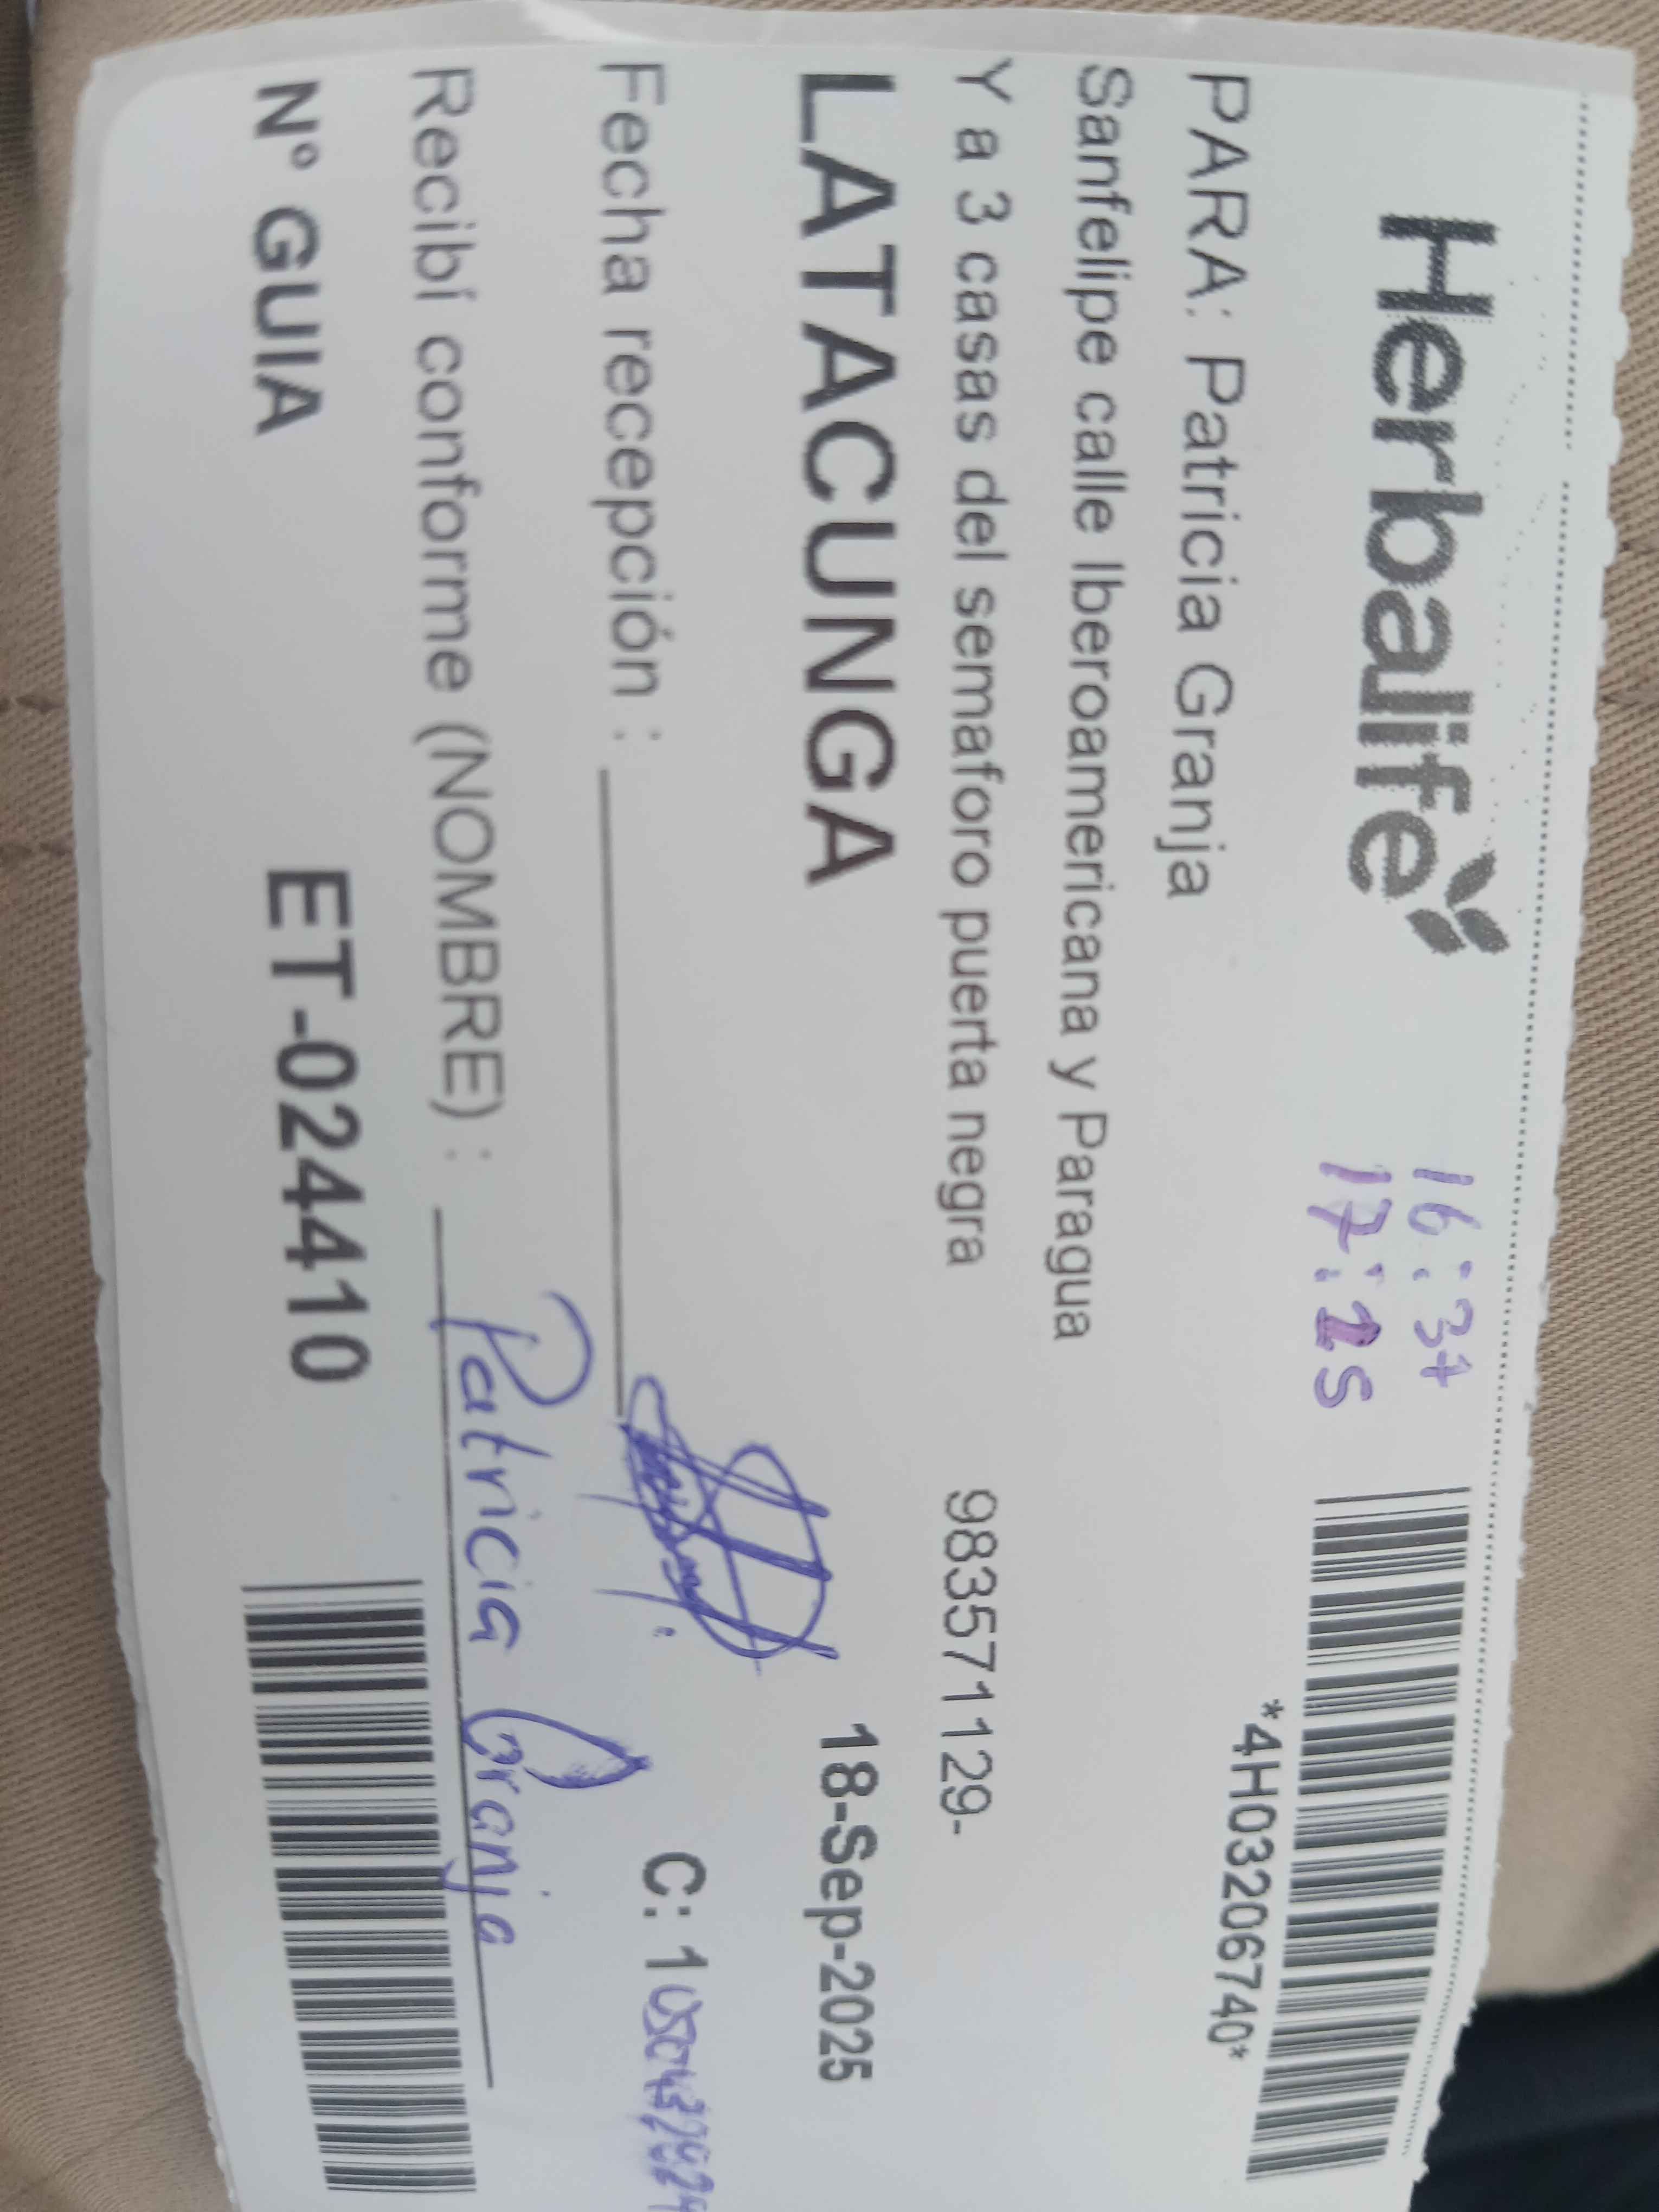 Herbalife
16:37
17:25
*4H03206740*
PARA: Patricia Granja
Sanfelipe calle Iberoamericana y Paragua
Y a 3 casas del semaforo puerta negra 983571129-
LATACUNGA 18-Sep-2025
Fecha recepción : C: 1
Recibí conforme (NOMBRE) : Patricia Granja
N° GUIA ET-024410